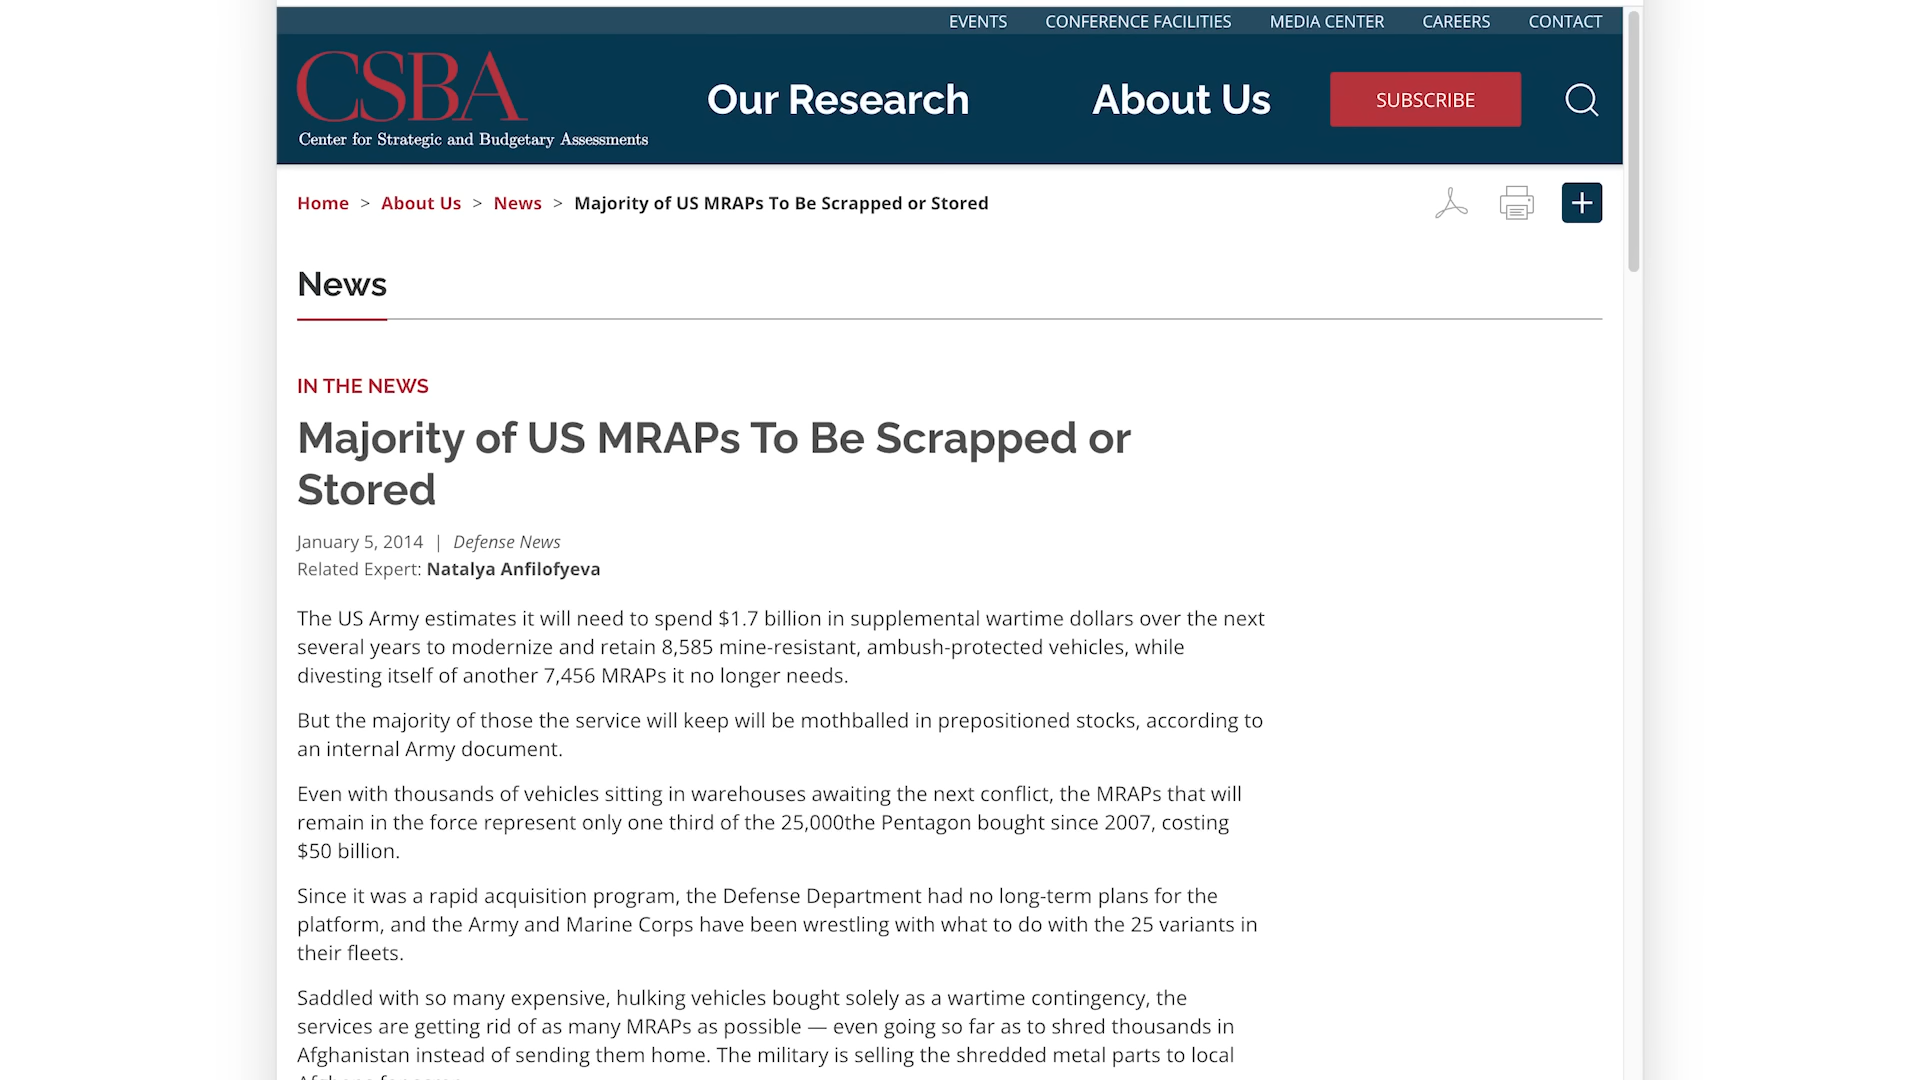 EVENTS CONFERENCE FACILITIES MEDIA CENTER CAREERS CONTACT
CSBA
Center for Strategic and Budgetary Assessments
Our Research About Us SUBSCRIBE
Home > About Us > News > Majority of US MRAPs To Be Scrapped or Stored
News
IN THE NEWS
Majority of US MRAPs To Be Scrapped or
Stored
January 5, 2014 | Defense News
Related Expert: Natalya Anfilofyeva
The US Army estimates it will need to spend $1.7 billion in supplemental wartime dollars over the next
several years to modernize and retain 8,585 mine-resistant, ambush-protected vehicles, while
divesting itself of another 7,456 MRAPs it no longer needs.
But the majority of those the service will keep will be mothballed in prepositioned stocks, according to
an internal Army document.
Even with thousands of vehicles sitting in warehouses awaiting the next conflict, the MRAPs that will
remain in the force represent only one third of the 25,000the Pentagon bought since 2007, costing
$50 billion.
Since it was a rapid acquisition program, the Defense Department had no long-term plans for the
platform, and the Army and Marine Corps have been wrestling with what to do with the 25 variants in
their fleets.
Saddled with so many expensive, hulking vehicles bought solely as a wartime contingency, the
services are getting rid of as many MRAPs as possible — even going so far as to shred thousands in
Afghanistan instead of sending them home. The military is selling the shredded metal parts to local